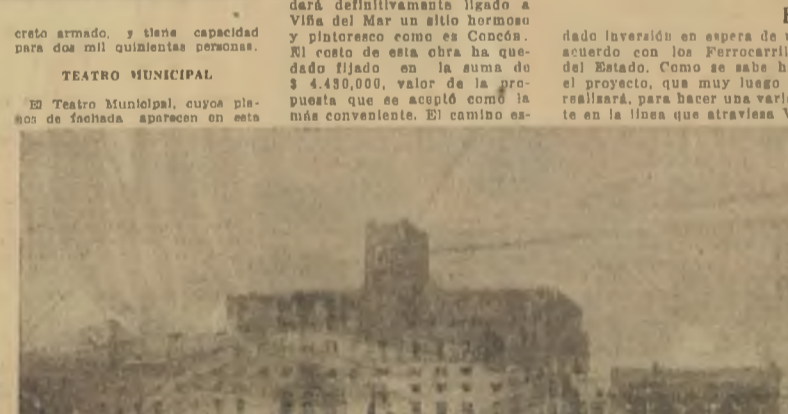 creto armado, y tiene capacidad
para dos mil quinientas personas.
TEATRO MUNICIPAL
El Teatro Municipal, cuyos pla-
nos de fachada aparecen en esta
dará definitivamente ligado a
Viña del Mar un sitio hermoso
y pintoresco como es Concón.
El costo de esta obra ha que-
dado fijado en la suma de
$ 4.430,000, valor de la pro-
puesta que se aceptó como la
más conveniente. El camino es-
dado inversión en espera de
acuerdo con los Ferrocarril
del Estado. Como se sabe h
el proyecto, que muy luego
realizará, para hacer una vari
te en la línea que atraviesa V